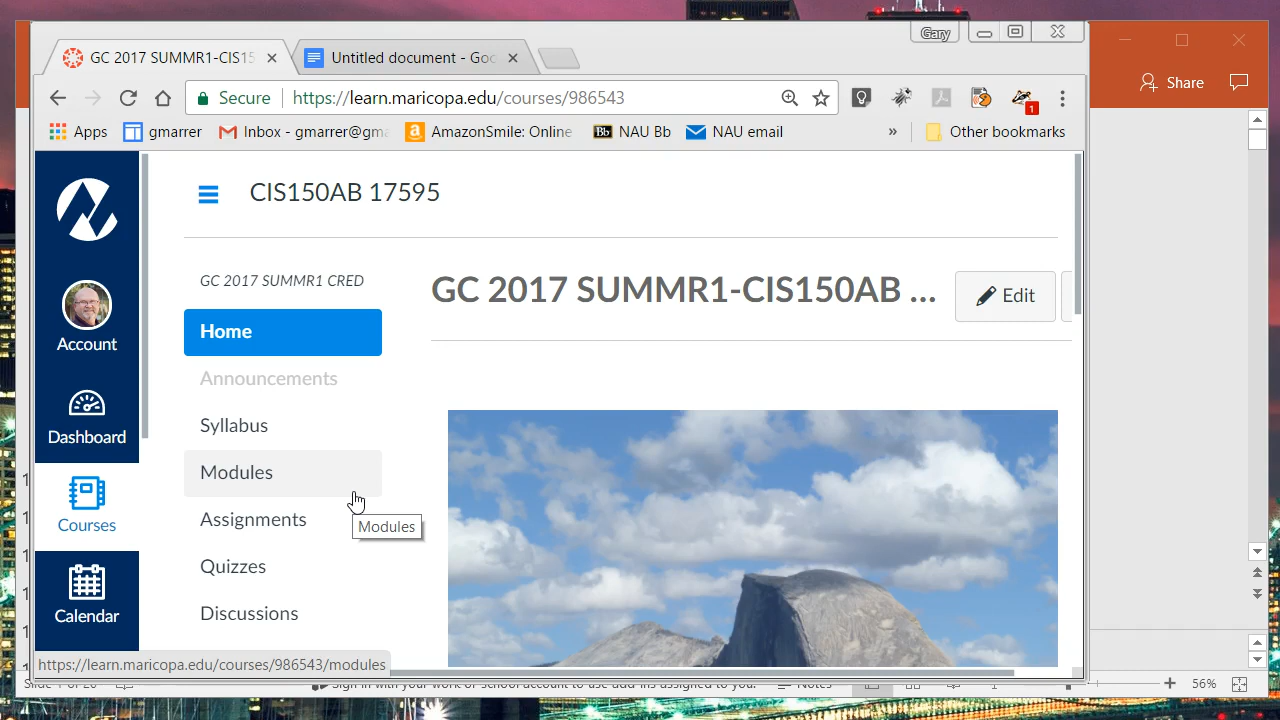 Gary
GC 2017 SUMMR1-CIS15
Untitled document - Goo
Secure
https://learn.maricopa.edu/courses/986543
1
Share
Apps
gmarrer
Inbox - gmarrer@gma
AmazonSmile: Online
Bb NAU Bb
NAU email
»
Other bookmarks
CIS150AB 17595
GC 2017 SUMMR1 CRED
GC 2017 SUMMR1-CIS150AB ...
Edit
Home
Account
Announcements
Syllabus
Dashboard
Modules
Assignments
Modules
Courses
Quizzes
Discussions
Calendar
https://learn.maricopa.edu/courses/986543/modules
56%